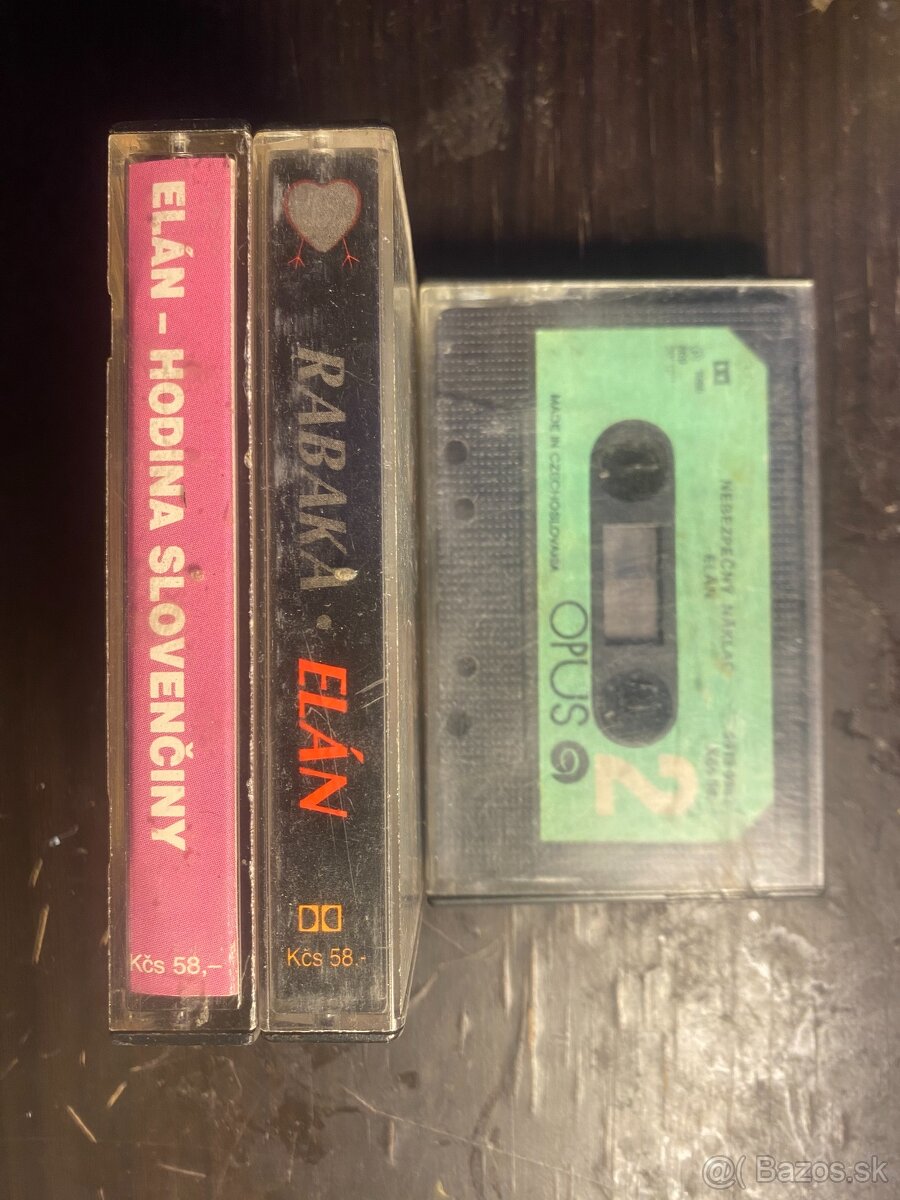 ELÁN – HODINA SLOVENČINY
Kčs 58,–
RABAKA · ELÁN
Kčs 58.-
NEBEZPEČNÝ NÁKLAD
ELÁN
MADE IN CZECHOSLOVAKIA
OPUS
2
@( Bazos.sk